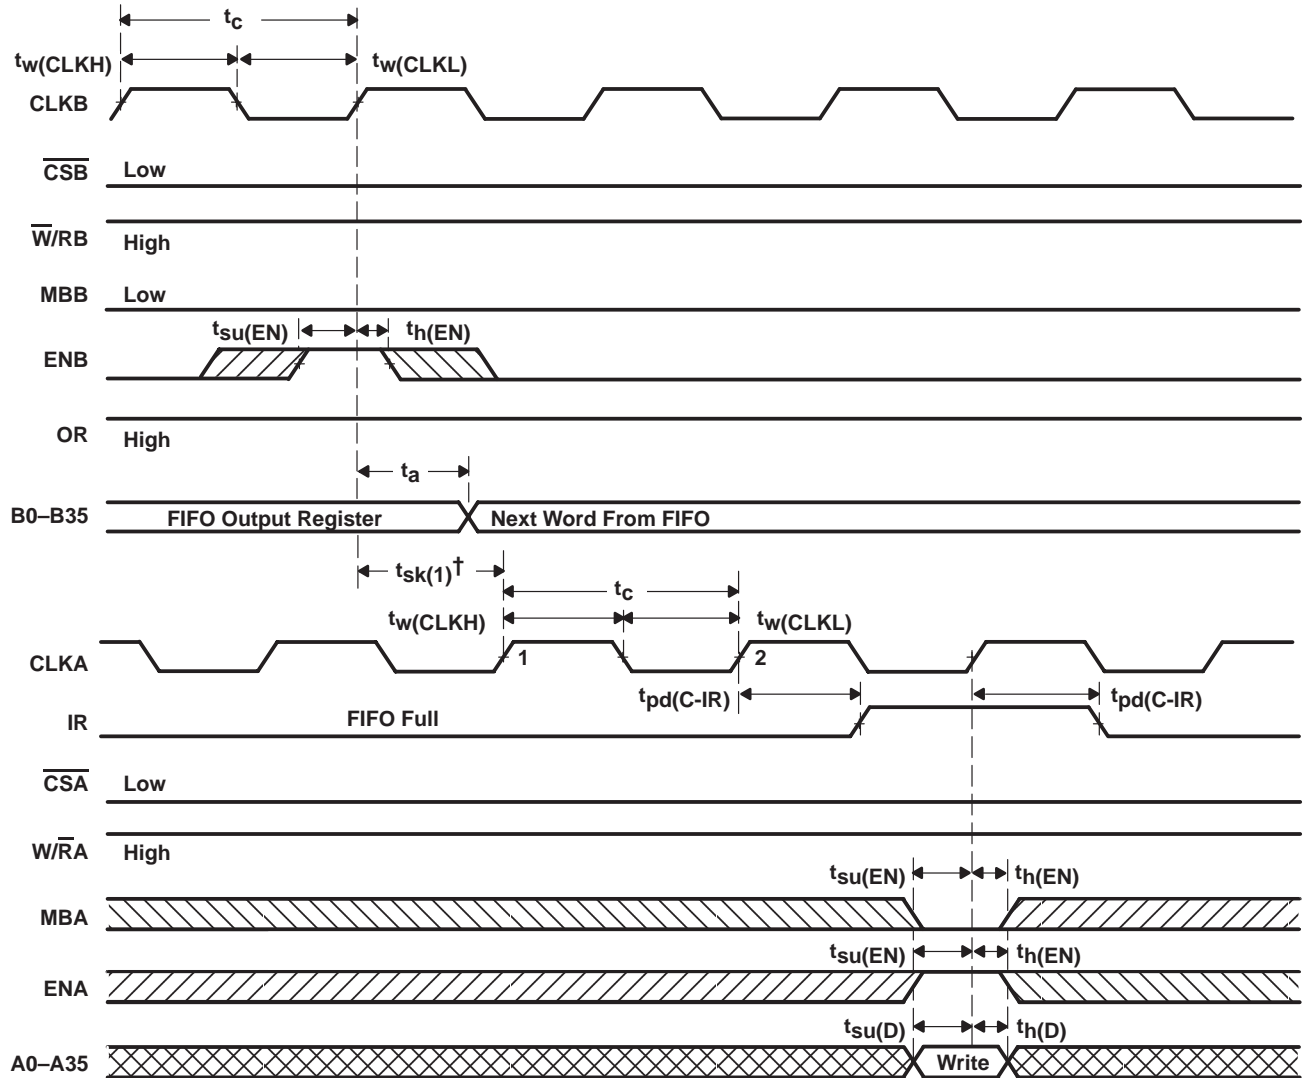 tc
tw(CLKH) tw(CLKL)
CLKB
CSB Low
W/RB High
MBB Low
tsu(EN) th(EN)
ENB
OR High
ta
B0–B35 FIFO Output Register Next Word From FIFO
tsk(1)†
tc
tw(CLKH) tw(CLKL)
CLKA 1 2
tpd(C-IR) tpd(C-IR)
IR FIFO Full
CSA Low
W/RA High
tsu(EN) th(EN)
MBA
tsu(EN) th(EN)
ENA
tsu(D) th(D)
A0–A35 Write